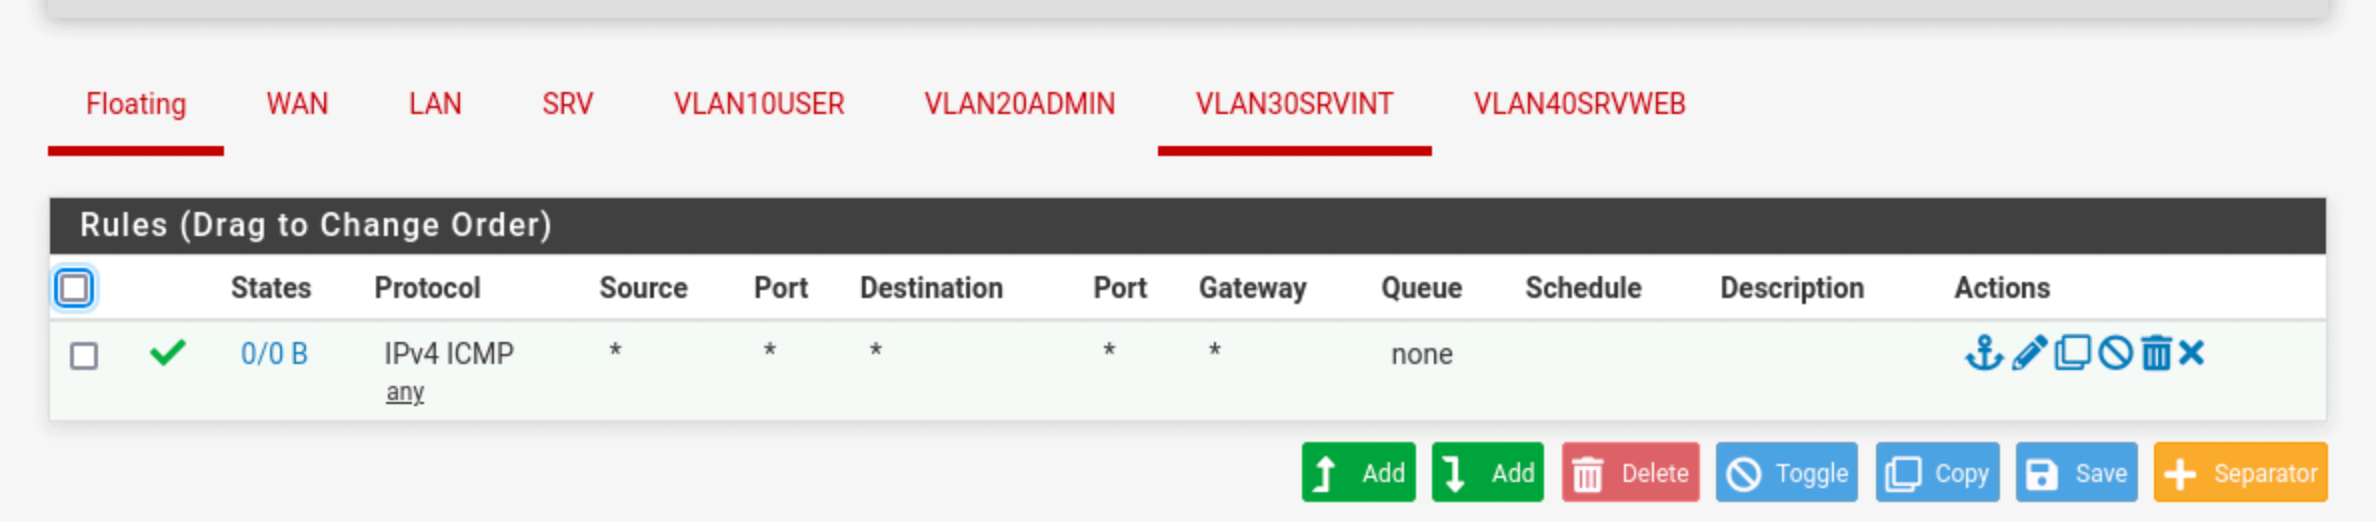 Floating WAN LAN SRV VLAN10USER VLAN20ADMIN VLAN30SRVINT VLAN40SRVWEB
Rules (Drag to Change Order)
States Protocol Source Port Destination Port Gateway Queue Schedule Description Actions
0/0 B IPv4 ICMP * * * * * none
any
Add Add Delete Toggle Copy Save Separator